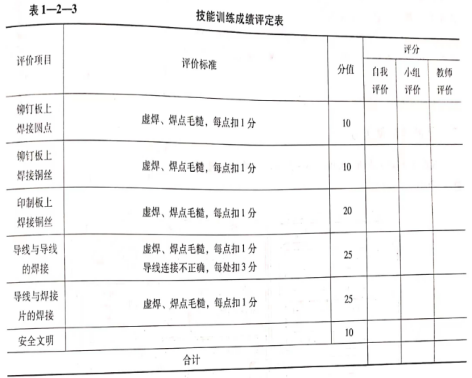 表1—2—3
技能训练成绩评定表
评价项目 评价标准 分值 评分
自我评价 小组评价 教师评价
铆钉板上
焊接圆点
虚焊、焊点毛糙，每点扣1分 10
铆钉板上
焊接铜丝
虚焊、焊点毛糙，每点扣1分 10
印制板上
焊接铜丝
虚焊、焊点毛糙，每点扣1分 20
导线与导线
的焊接
虚焊、焊点毛糙，每点扣1分
导线连接不正确，每处扣3分 25
导线与焊接
片的焊接
虚焊、焊点毛糙，每点扣1分 25
安全文明 10
合计